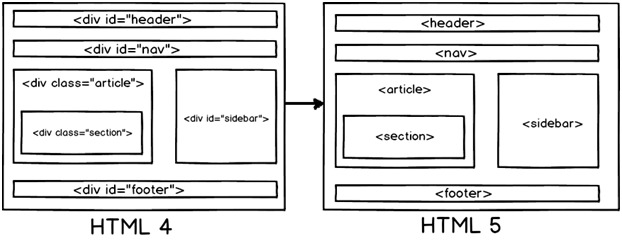 <div id="header">
<div id="nav">
<div class="article">
<div class="section">
<div id="sidebar">
<div id="footer">
HTML 4
<header>
<nav>
<article>
<section>
<sidebar>
<footer>
HTML 5